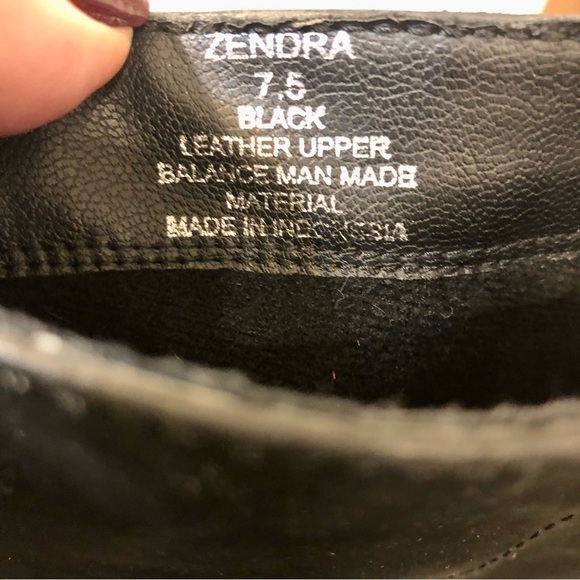 ZENDRA
7.5
BLACK
LEATHER UPPER
BALANCE MAN MADE
MATERIAL
MADE IN INDONESIA